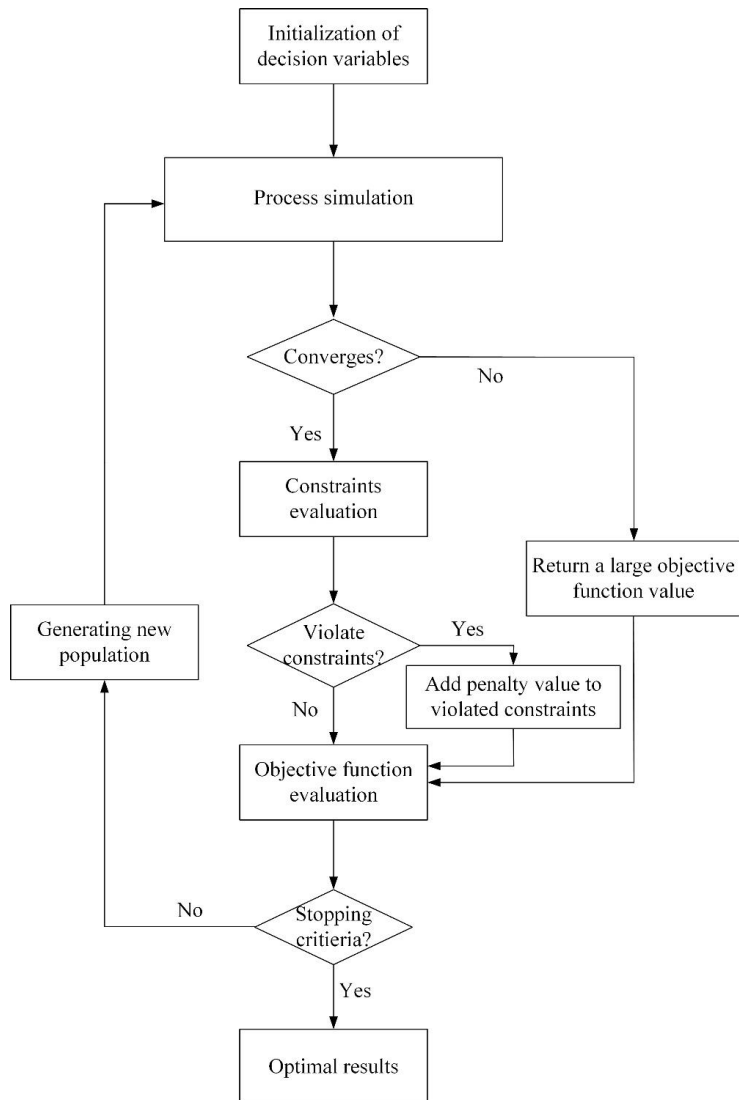 Initialization of
decision variables
Process simulation
Converges?
No
Yes
Constraints
evaluation
Return a large objective
function value
Violate
constraints?
Yes
Generating new
population
Add penalty value to
violated constraints
No
Objective function
evaluation
No
Stopping
critieria?
Yes
Optimal results